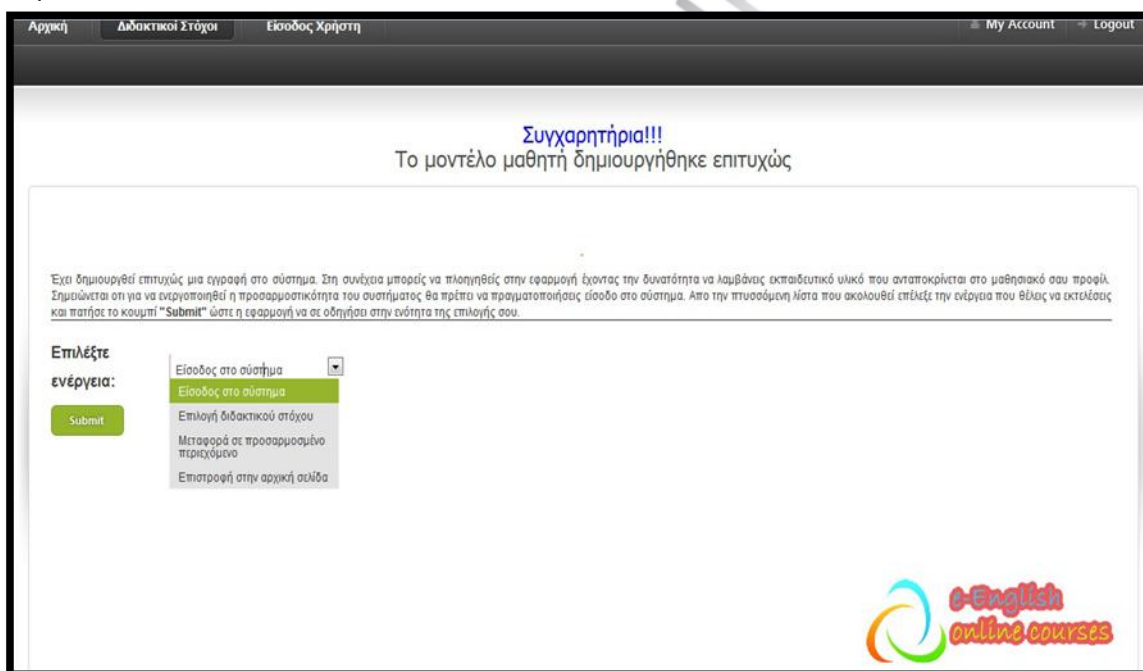 Αρχική Διδακτικοί Στόχοι Είσοδος Χρήστη My Account Logout
Συγχαρητήρια!!!
Το μοντέλο μαθητή δημιουργήθηκε επιτυχώς
Έχει δημιουργθεί επιτυχώς μια εγγραφή στο σύστημα. Στη συνέχεια μπορείς να πλοηγηθείς στην εφαρμογή έχοντας την δυνατότητα να λαμβάνεις εκπαιδευτικό υλικό που ανταποκρίνεται στο μαθησιακό σου προφίλ.
Σημειώνεται οτι για να ενεργοποιηθεί η προσαρμοστικότητα του συστήματος θα πρέπει να πραγματοποιήσεις είσοδο στο σύστημα. Απο την πτυσσόμενη λίστα που ακολουθεί επέλεξε την ενέργεια που θέλεις να εκτελέσεις
και πατήσε το κουμπί "Submit" ώστε η εφαρμογή να σε οδηγήσει στην ενότητα της επιλογής σου.
Επιλέξτε
ενέργεια:
Είσοδος στο σύστημα
Είσοδος στο σύστημα
Επιλογή διδακτικού στόχου
Μεταφορά σε προσαρμοσμένο
περιεχόμενο
Επιστροφή στην αρχική σελίδα
Submit
e-English
online courses